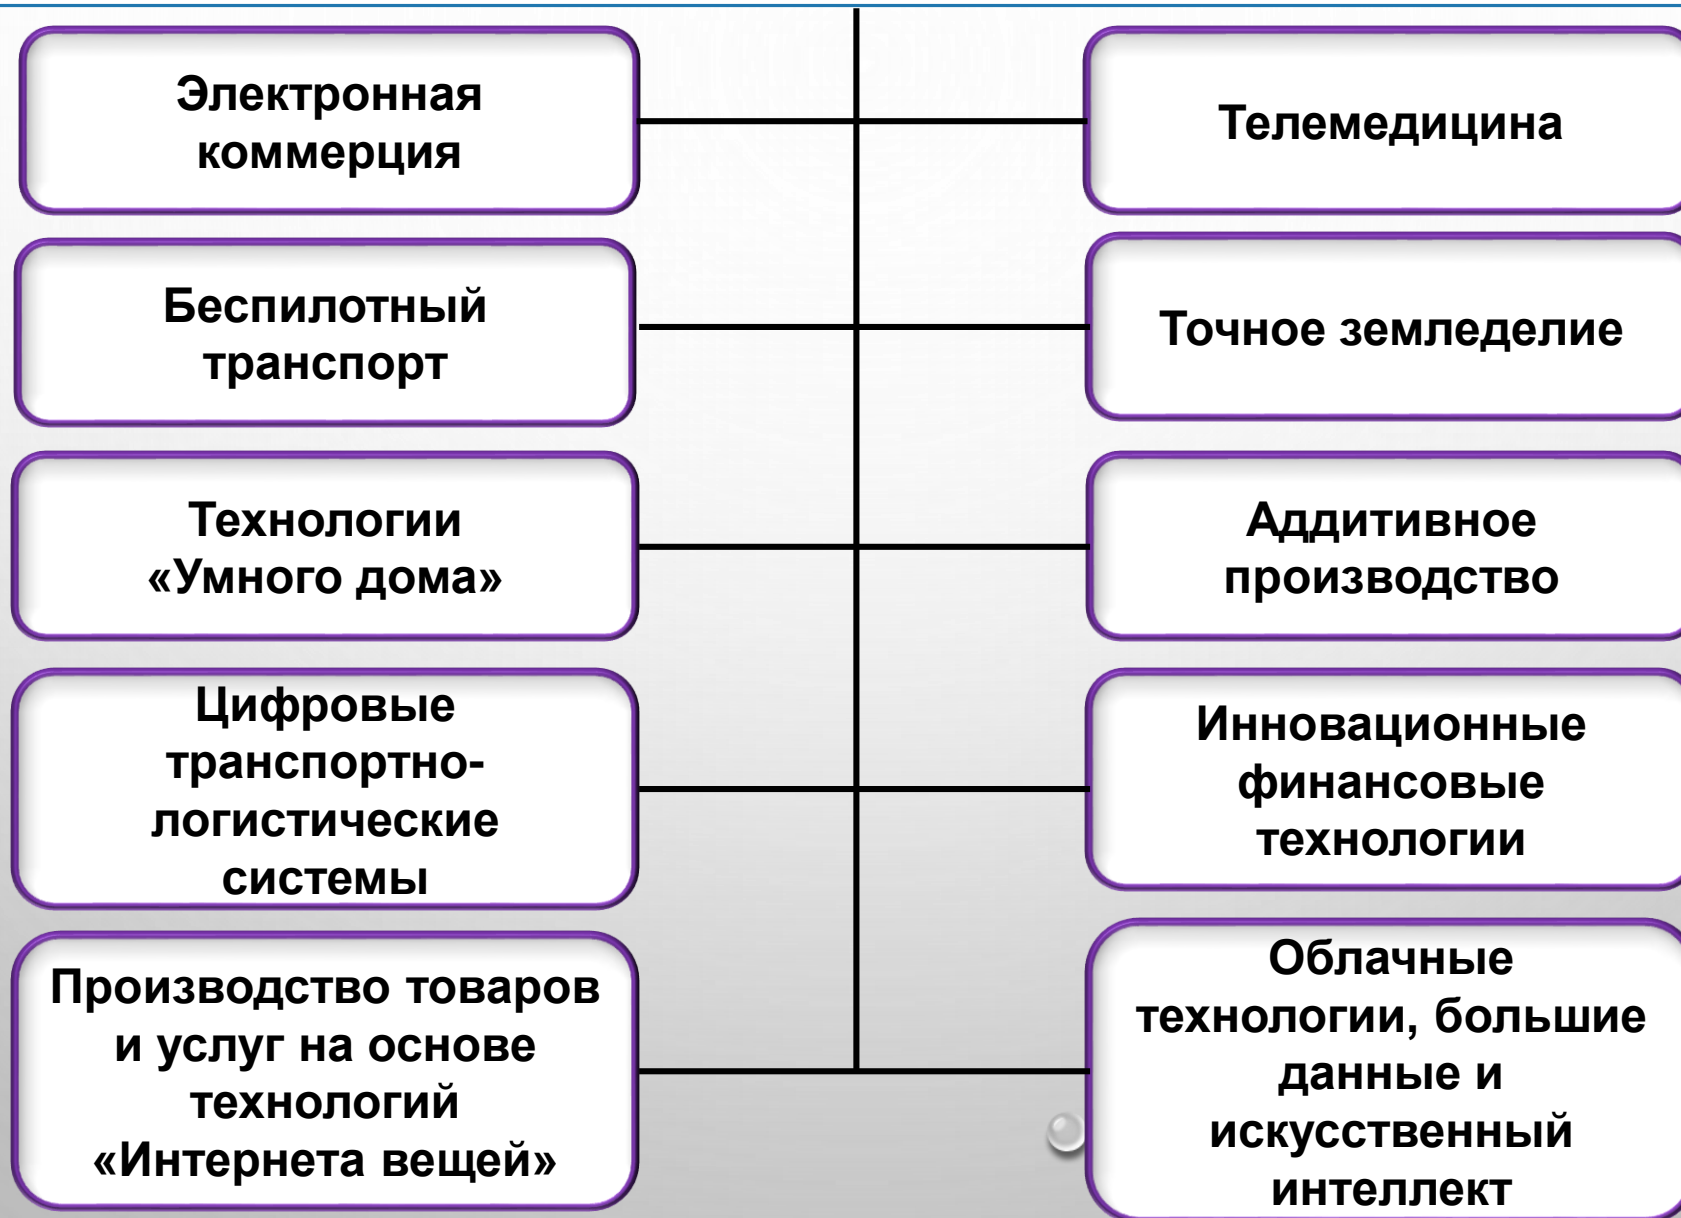 Электронная
коммерция
Телемедицина
Беспилотный
транспорт
Точное земледелие
Технологии
«Умного дома»
Аддитивное
производство
Цифровые
транспортно-
логистические
системы
Инновационные
финансовые
технологии
Производство товаров
и услуг на основе
технологий
«Интернета вещей»
Облачные
технологии, большие
данные и
искусственный
интеллект